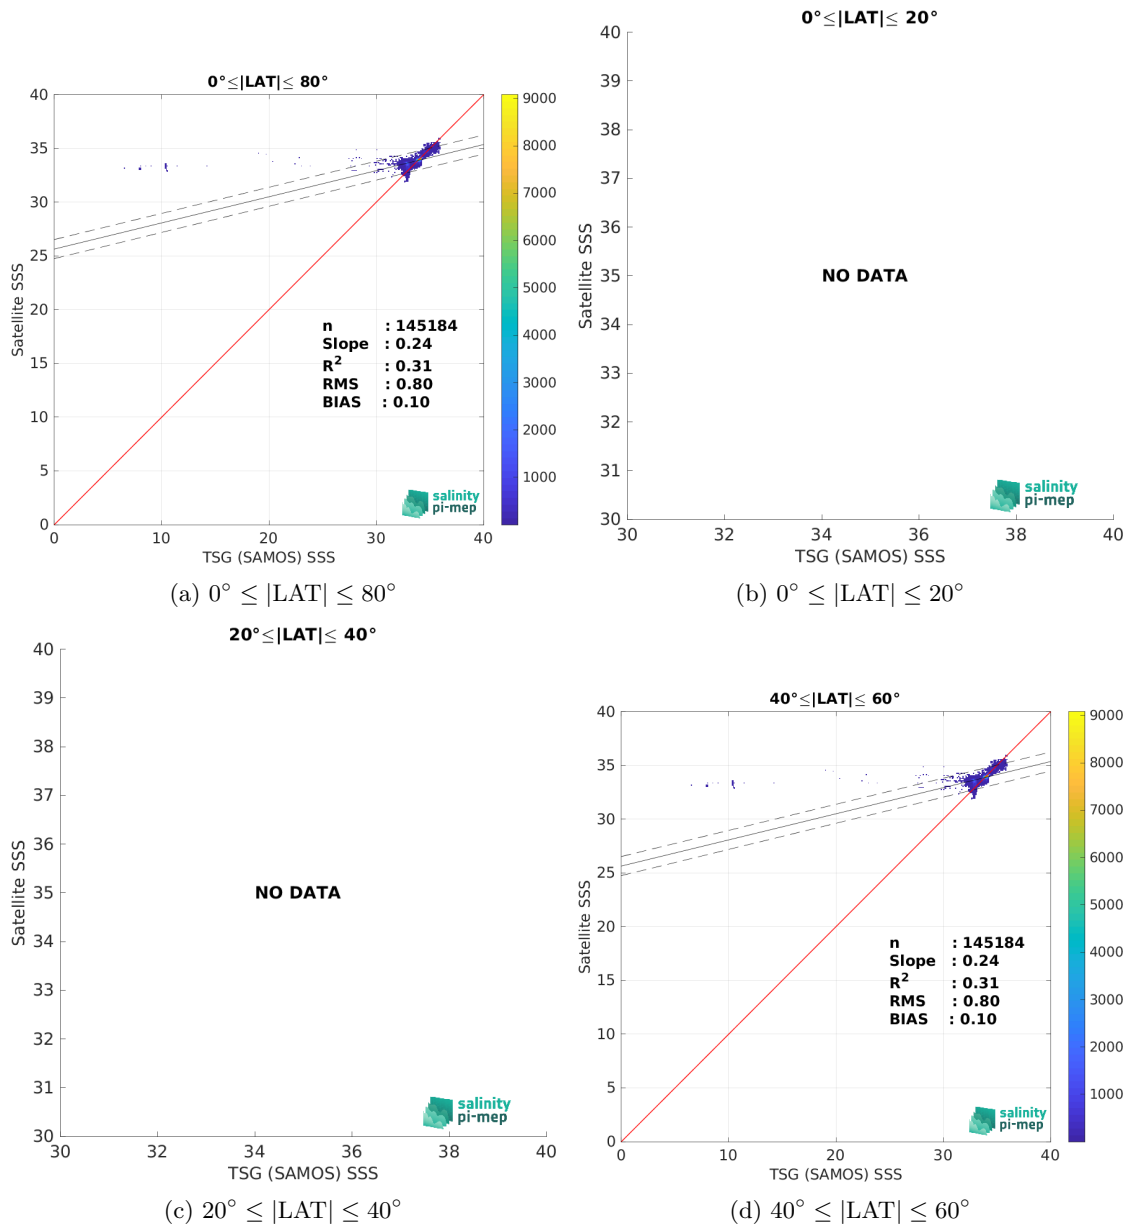 0°≤|LAT|≤ 80°
40
35
30
25
20
15
10
5
0
Satellite SSS
0
10
20
30
40
TSG (SAMOS) SSS
n : 145184
Slope : 0.24
R² : 0.31
RMS : 0.80
BIAS : 0.10
salinity
pi-mep
9000
8000
7000
6000
5000
4000
3000
2000
1000
(a) 0° ≤ |LAT| ≤ 80°
0°≤|LAT|≤ 20°
40
39
38
37
36
35
34
33
32
31
30
Satellite SSS
NO DATA
30
32
34
36
38
40
TSG (SAMOS) SSS
salinity
pi-mep
(b) 0° ≤ |LAT| ≤ 20°
20°≤|LAT|≤ 40°
40
39
38
37
36
35
34
33
32
31
30
Satellite SSS
NO DATA
30
32
34
36
38
40
TSG (SAMOS) SSS
salinity
pi-mep
(c) 20° ≤ |LAT| ≤ 40°
40°≤|LAT|≤ 60°
40
35
30
25
20
15
10
5
0
Satellite SSS
0
10
20
30
40
TSG (SAMOS) SSS
n : 145184
Slope : 0.24
R² : 0.31
RMS : 0.80
BIAS : 0.10
salinity
pi-mep
9000
8000
7000
6000
5000
4000
3000
2000
1000
(d) 40° ≤ |LAT| ≤ 60°